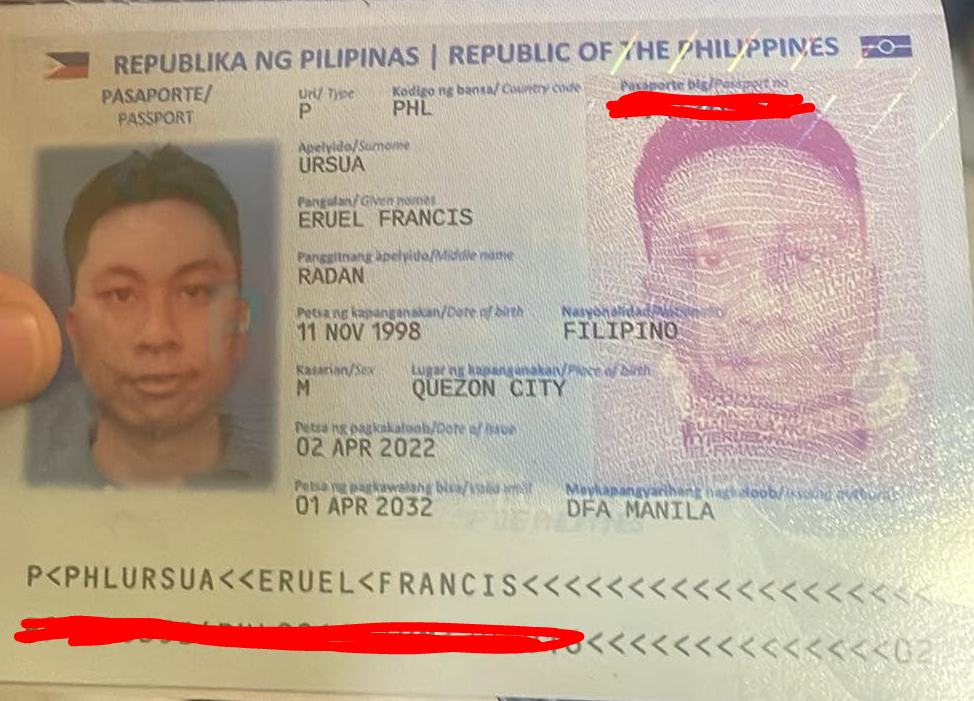 REPUBLIKA NG PILIPINAS | REPUBLIC OF THE PHILIPPINES
PASAPORTE/
PASSPORT
Uri/ Type
P
Kodigo ng bansa/ Country code
PHL
Pasaporte blg/Passport no
Apelyido/Surname
URSUA
Pangalan/ Given names
ERUEL FRANCIS
Panggitnang apelyido/Middle name
RADAN
Petsa ng kapanganakan/Date of birth
11 NOV 1998
Nasyonalidad/
FILIPINO
Kasarian/Sex
M
Lugar ng kapanganakan/Place of birth
QUEZON CITY
Petsa ng pagkakaloob/Date of issue
02 APR 2022
Petsa ng pagkawalang bisa/Valid until
01 APR 2032
Maykapangyarihang nagkaloob/Issuing authority
DFA MANILA
P<PHLURSUA<<ERUEL<FRANCIS<<<<<<<<<<<<<<<<<<<
<<<<<<<<<<<<<<<02